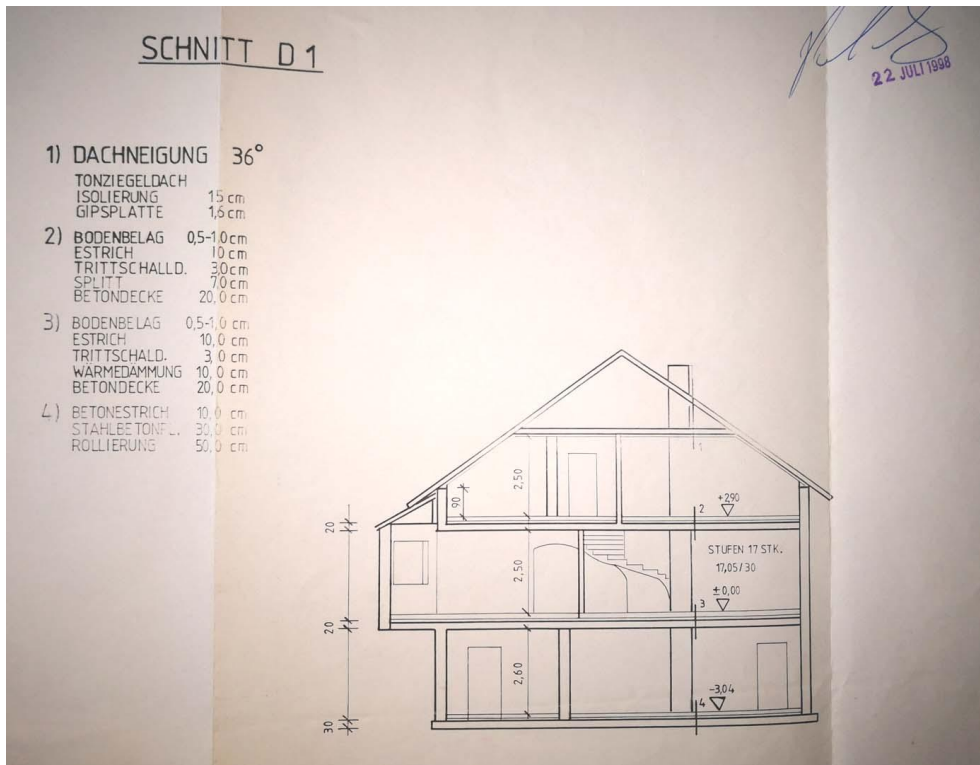 SCHNITT D 1
22 JULI 1998
1) DACHNEIGUNG 36°
TONZIEGELDACH
ISOLIERUNG 15 cm
GIPSPLATTE 1,6 cm
2) BODENBELAG 0,5-1,0 cm
ESTRICH 10 cm
TRITTSCHALLD. 3,0 cm
SPLITT 7,0 cm
BETONDECKE 20,0 cm
3) BODENBELAG 0,5-1,0 cm
ESTRICH 10,0 cm
TRITTSCHALD. 3,0 cm
WÄRMEDÄMMUNG 10,0 cm
BETONDECKE 20,0 cm
4) BETONESTRICH 10,0 cm
STAHLBETONFL. 30,0 cm
ROLLIERUNG 50,0 cm
1
2,50
90
2
+2,90
20
STUFEN 17 STK.
17,05/30
2,50
±0,00
3
20
2,60
-3,04
4
30